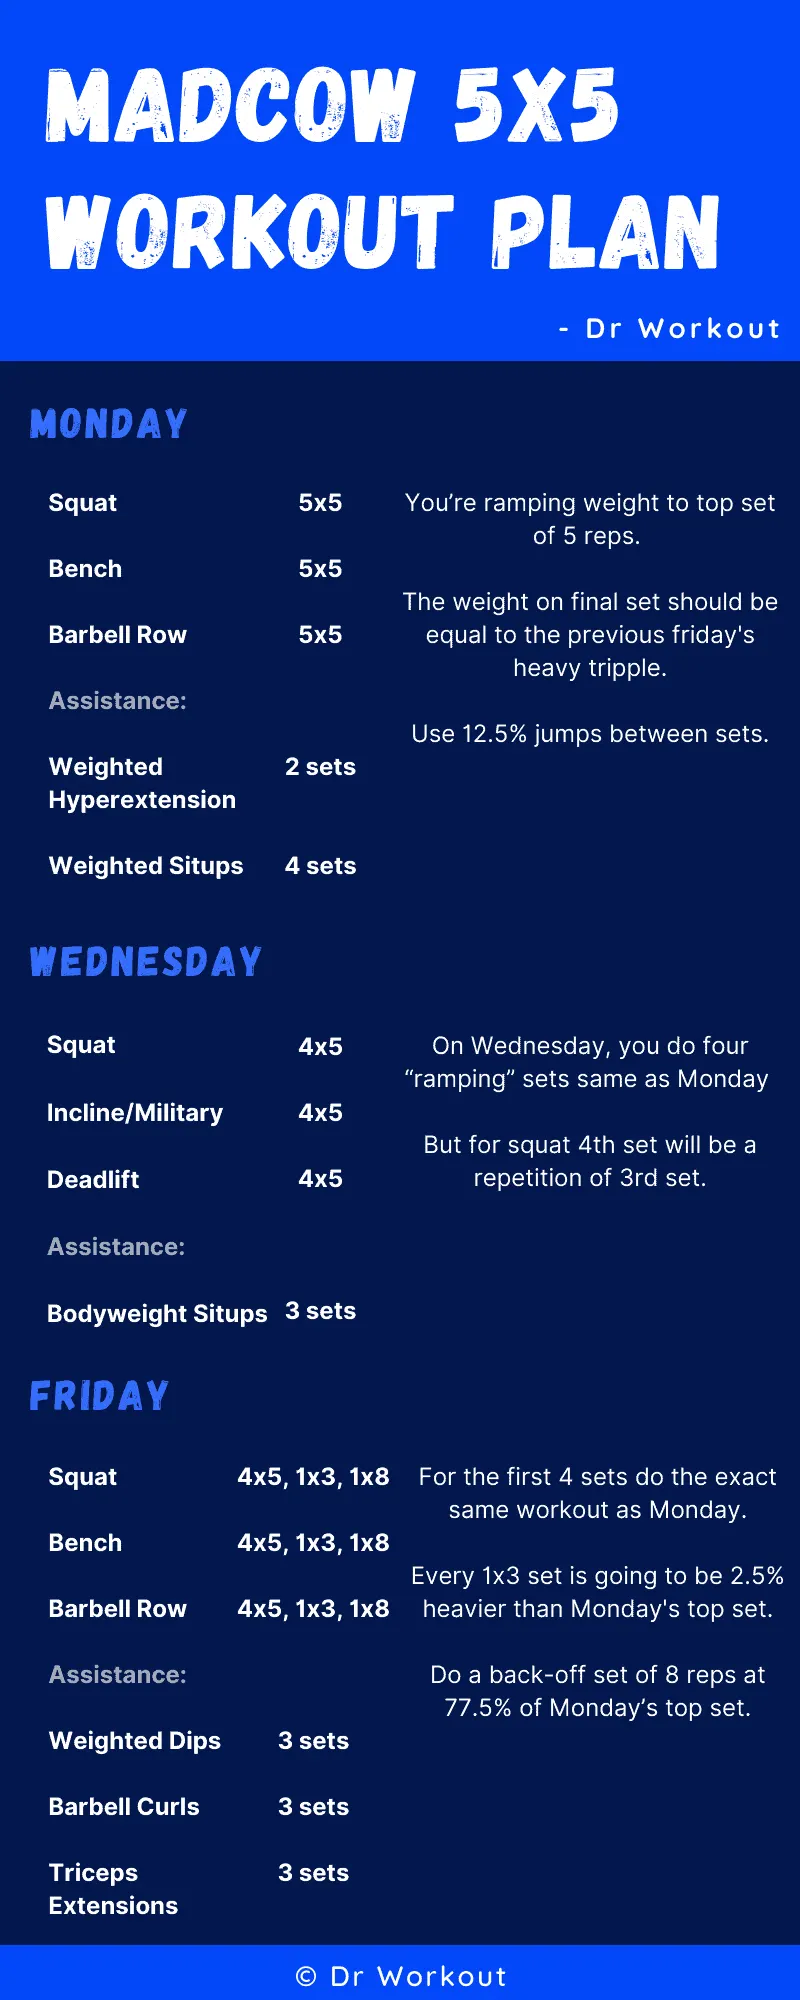 MADCOW 5X5
WORKOUT PLAN
- Dr Workout
MONDAY
Squat 5x5
Bench 5x5
Barbell Row 5x5
Assistance:
Weighted 2 sets
Hyperextension
Weighted Situps 4 sets
You’re ramping weight to top set
of 5 reps.
The weight on final set should be
equal to the previous friday's
heavy tripple.
Use 12.5% jumps between sets.
WEDNESDAY
Squat 4x5
Incline/Military 4x5
Deadlift 4x5
Assistance:
Bodyweight Situps 3 sets
On Wednesday, you do four
“ramping” sets same as Monday
But for squat 4th set will be a
repetition of 3rd set.
FRIDAY
Squat 4x5, 1x3, 1x8
Bench 4x5, 1x3, 1x8
Barbell Row 4x5, 1x3, 1x8
Assistance:
Weighted Dips 3 sets
Barbell Curls 3 sets
Triceps 3 sets
Extensions
For the first 4 sets do the exact
same workout as Monday.
Every 1x3 set is going to be 2.5%
heavier than Monday's top set.
Do a back-off set of 8 reps at
77.5% of Monday’s top set.
© Dr Workout